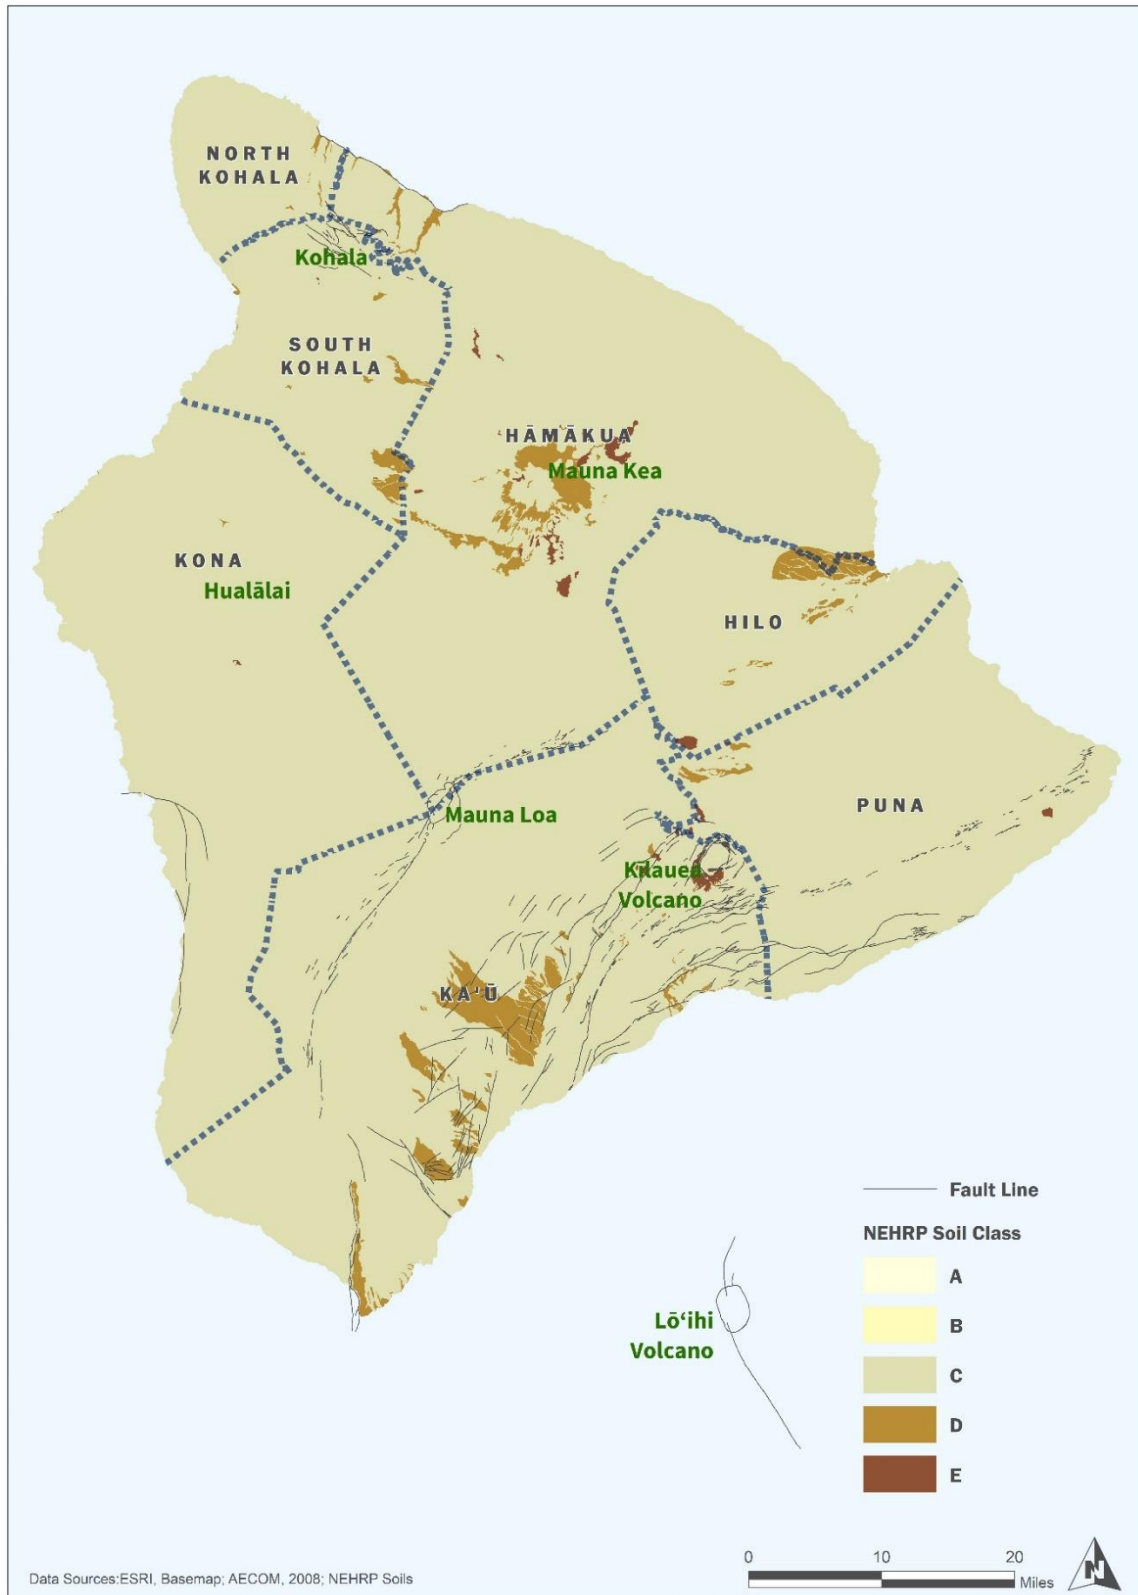 NORTH
KOHALA
Kohala
SOUTH
KOHALA
HĀMĀKUA
Mauna Kea
KONA
Hualālai
HILO
Mauna Loa
PUNA
Kīlauea
Volcano
KAʻŪ
Lōʻihi
Volcano
Fault Line
NEHRP Soil Class
A
B
C
D
E
0 10 20
Miles
N
Data Sources:ESRI, Basemap; AECOM, 2008; NEHRP Soils